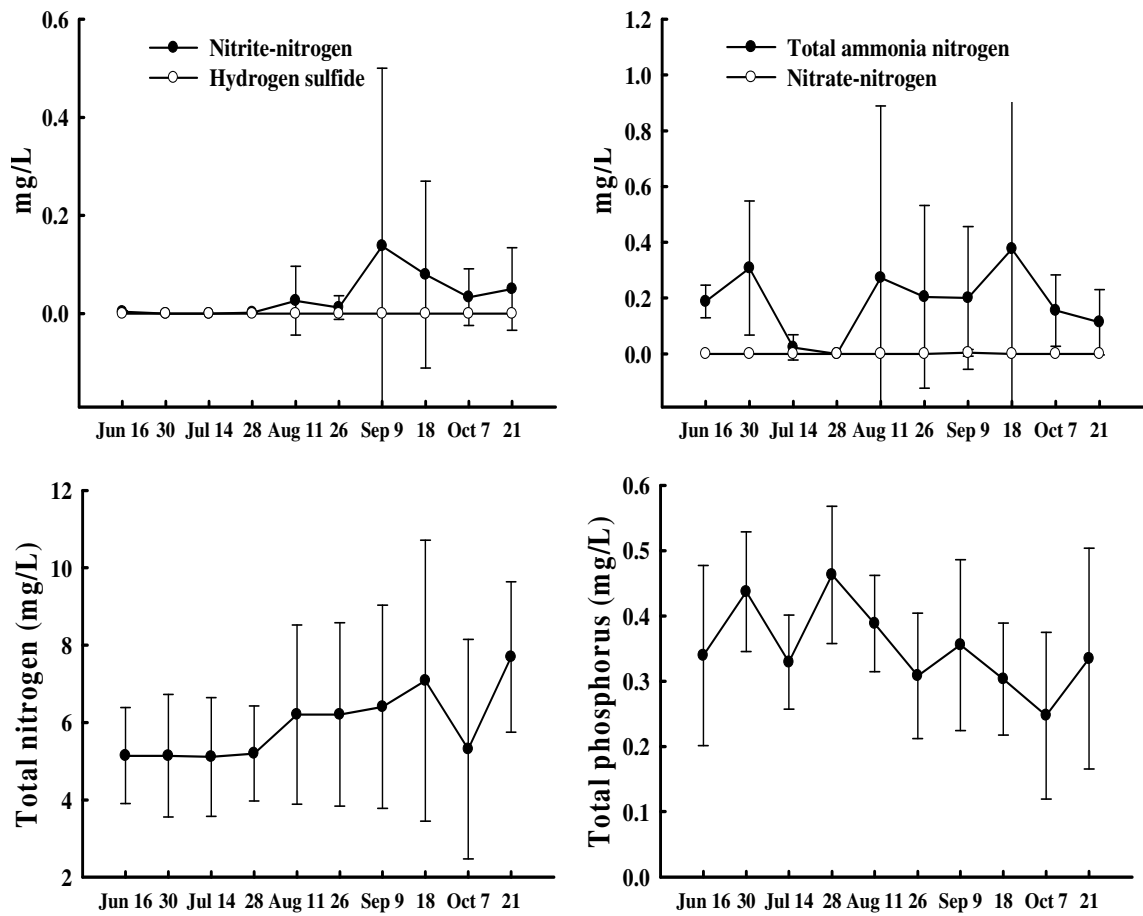 0.6
0.4
0.2
0.0
mg/L
Nitrite-nitrogen
Hydrogen sulfide
Jun 16 30 Jul 14 28 Aug 11 26 Sep 9 18 Oct 7 21
1.2
1.0
0.8
0.6
0.4
0.2
0.0
mg/L
Total ammonia nitrogen
Nitrate-nitrogen
Jun 16 30 Jul 14 28 Aug 11 26 Sep 9 18 Oct 7 21
12
10
8
6
4
2
Total nitrogen (mg/L)
Jun 16 30 Jul 14 28 Aug 11 26 Sep 9 18 Oct 7 21
0.6
0.5
0.4
0.3
0.2
0.1
0.0
Total phosphorus (mg/L)
Jun 16 30 Jul 14 28 Aug 11 26 Sep 9 18 Oct 7 21